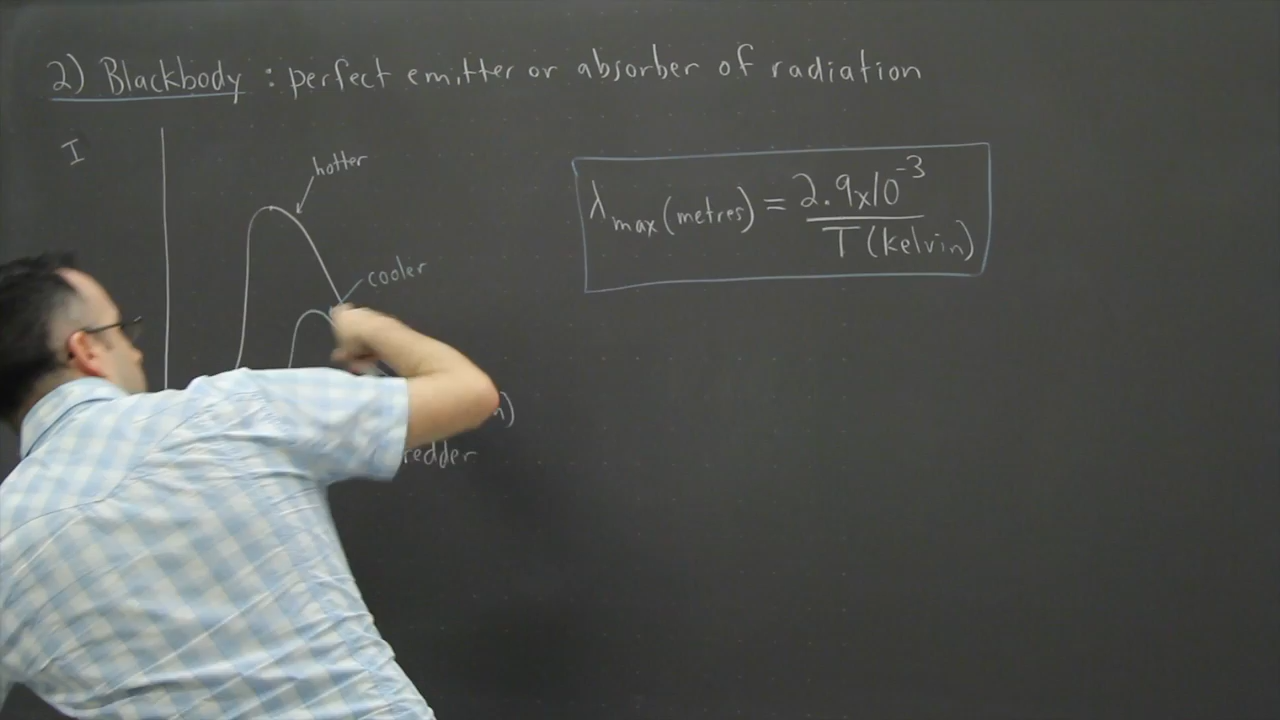 2) Blackbody : perfect emitter or absorber of radiation
I
hotter
cooler
redder
λmax (metres) = 2.9x10⁻³
T (kelvin)